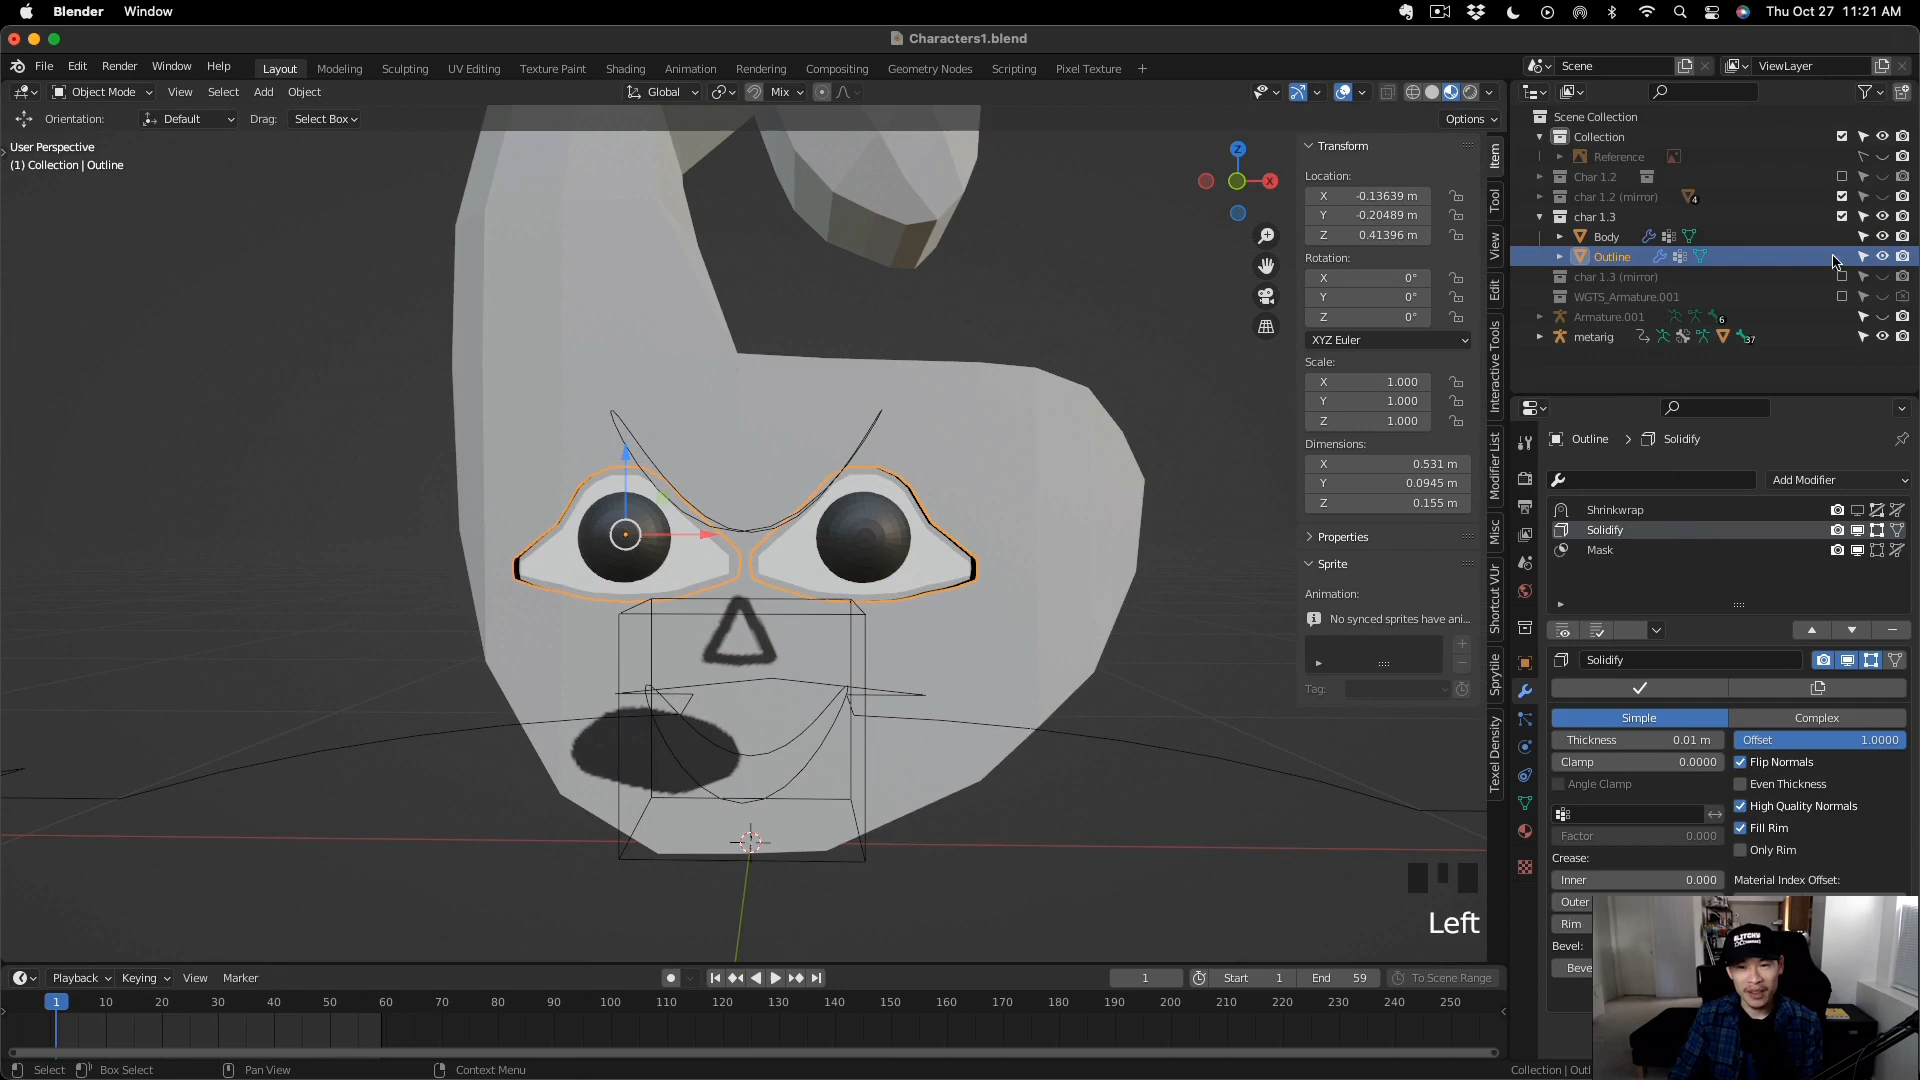 Blender Window Thu Oct 27 11:21 AM
Characters1.blend
File Edit Render Window Help Layout Modeling Sculpting UV Editing Texture Paint Shading Animation Rendering Compositing Geometry Nodes Scripting Pixel Texture + Scene ViewLayer
Object Mode View Select Add Object Global Mix
Orientation: Default Drag: Select Box Options
User Perspective
(1) Collection | Outline
Z
X
Transform
Location:
X -0.13639 m
Y -0.20489 m
Z 0.41396 m
Rotation:
X 0°
Y 0°
Z 0°
XYZ Euler
Scale:
X 1.000
Y 1.000
Z 1.000
Dimensions:
X 0.531 m
Y 0.0945 m
Z 0.155 m
Properties
Sprite
Animation:
No synced sprites have ani...
Tag:
Item
Tool
View
Edit
Interactive Tools
Modifier List
Misc
Shortcut VUr
Sprytile
Texel Density
Scene Collection
Collection
Reference
Char 1.2
char 1.2 (mirror) 4
char 1.3
Body
Outline
char 1.3 (mirror)
WGTS_Armature.001
Armature.001 6
metarig 37
Outline > Solidify
Add Modifier
Shrinkwrap
Solidify
Mask
Solidify
Simple Complex
Thickness 0.01 m Offset 1.0000
Clamp 0.0000 Flip Normals
Angle Clamp Even Thickness
High Quality Normals
Factor 0.000 Fill Rim
Crease: Only Rim
Inner 0.000 Material Index Offset:
Outer
Rim
Bevel:
Beve
Left
Playback Keying View Marker 1 Start 1 End 59 To Scene Range
1 10 20 30 40 50 60 70 80 90 100 110 120 130 140 150 160 170 180 190 200 210 220 230 240 250
Select Box Select Pan View Context Menu Collection | Outl